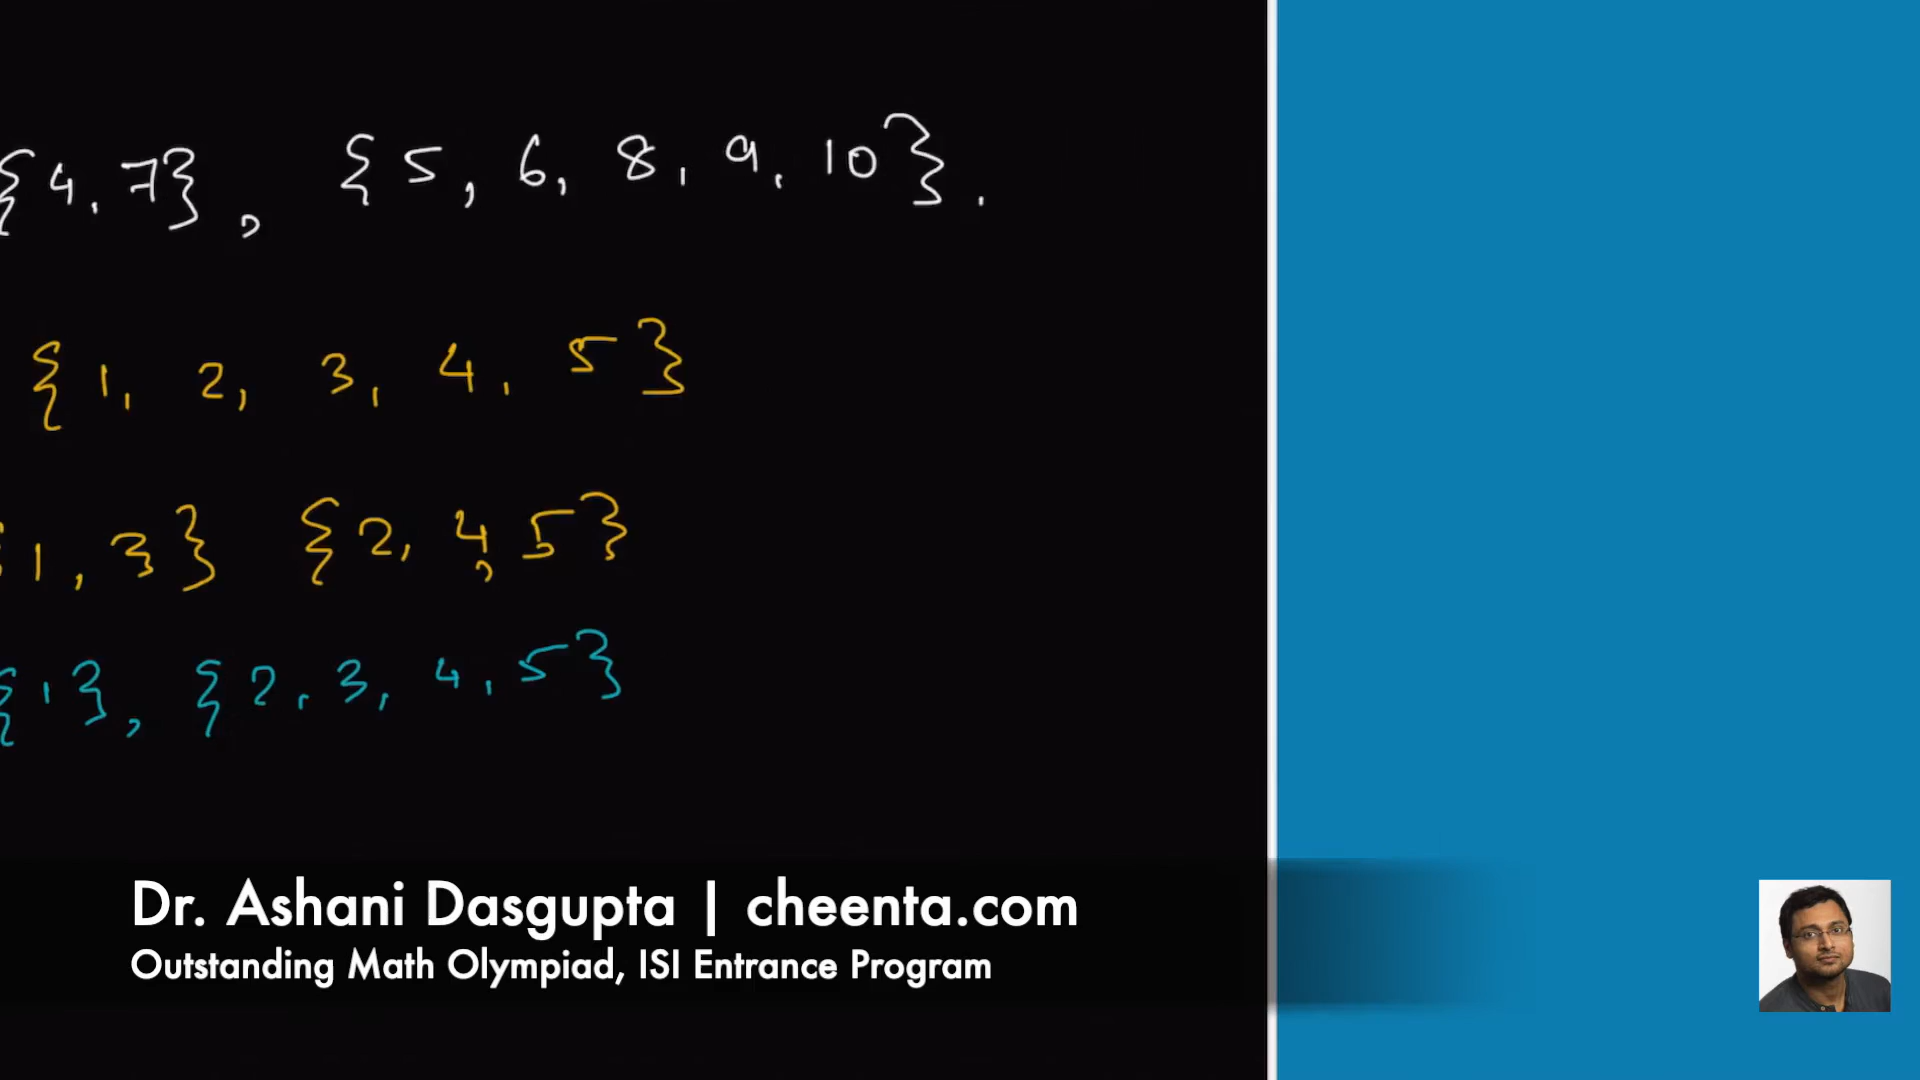 {4, 7}, {5, 6, 8, 9, 10}.
{1, 2, 3, 4, 5}
{1, 3} {2, 4, 5}
{1}, {2, 3, 4, 5}
Dr. Ashani Dasgupta | cheenta.com
Outstanding Math Olympiad, ISI Entrance Program